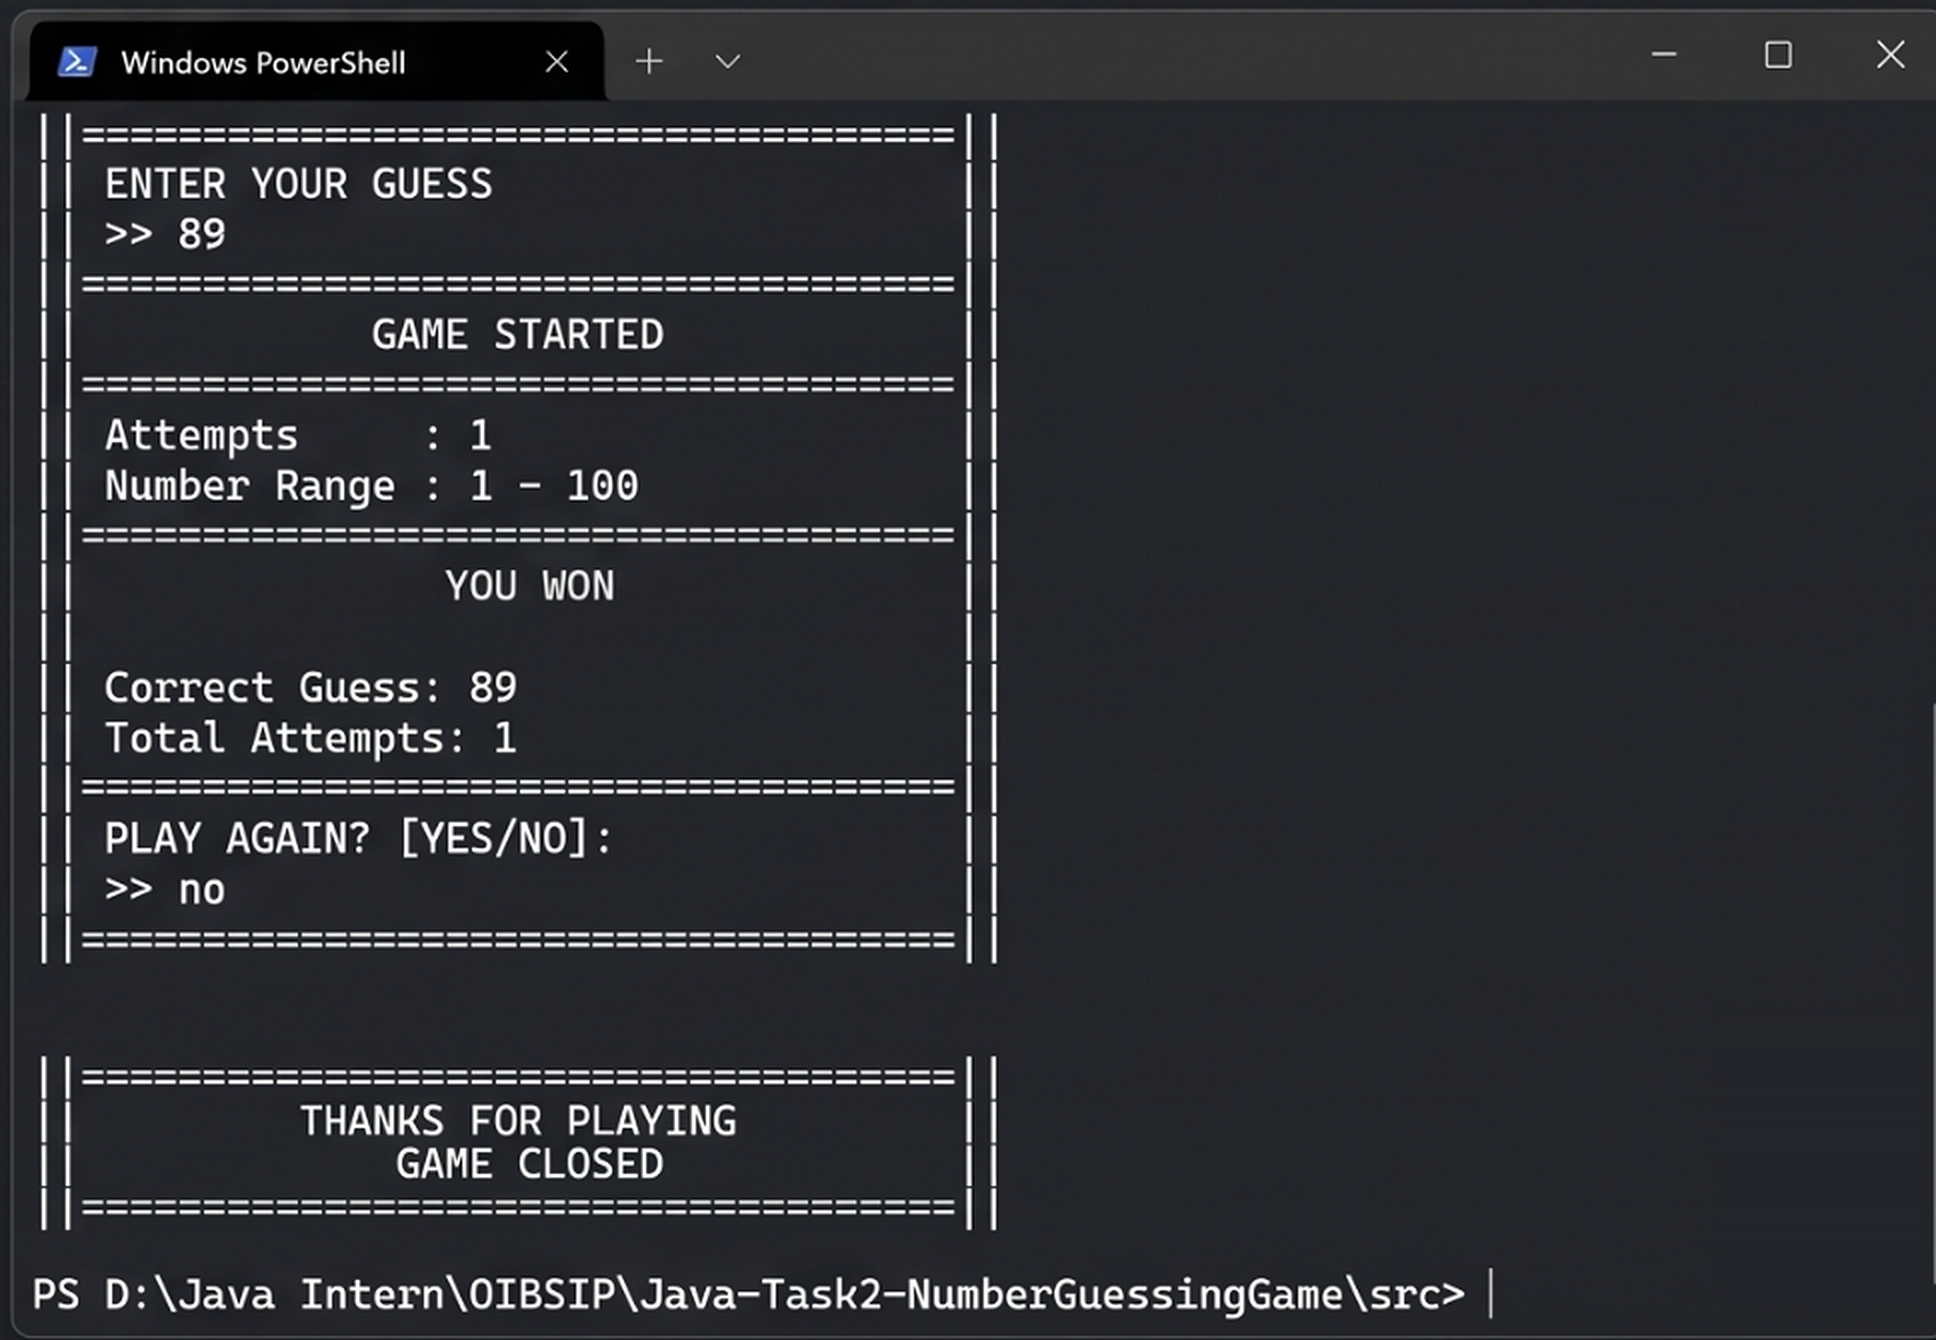 Windows PowerShell
||====================================||
|| ENTER YOUR GUESS ||
|| >> 89 ||
||====================================||
|| GAME STARTED ||
||====================================||
|| Attempts : 1 ||
|| Number Range : 1 - 100 ||
||====================================||
|| YOU WON ||
|| ||
|| Correct Guess: 89 ||
|| Total Attempts: 1 ||
||====================================||
|| PLAY AGAIN? [YES/NO]: ||
|| >> no ||
||====================================||
||====================================||
|| THANKS FOR PLAYING ||
|| GAME CLOSED ||
||====================================||
PS D:\Java Intern\OIBSIP\Java-Task2-NumberGuessingGame\src>